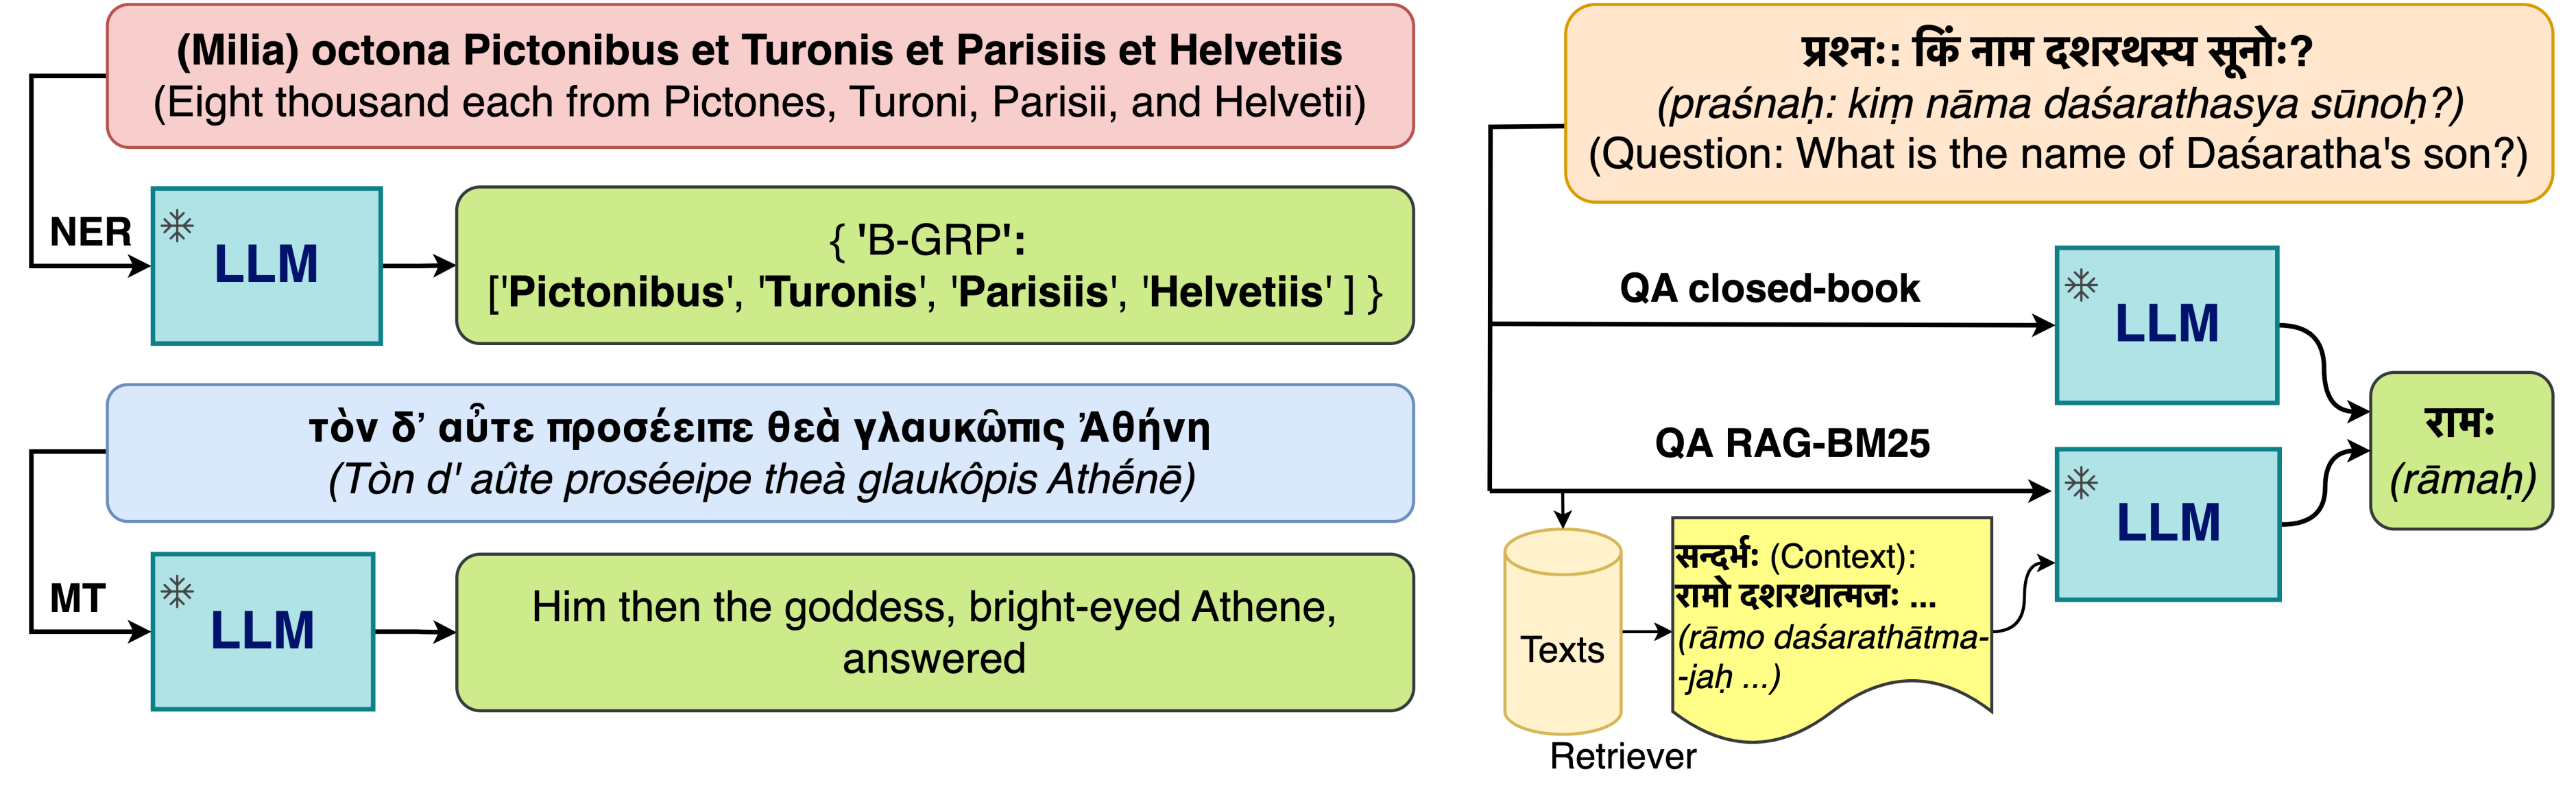 (Milia) octona Pictonibus et Turonis et Parisiis et Helvetiis
(Eight thousand each from Pictones, Turoni, Parisii, and Helvetii)
NER
LLM
{ 'B-GRP':
['Pictonibus', 'Turonis', 'Parisiis', 'Helvetiis' ] }
τὸν δ’ αὖτε προσέειπε θεὰ γλαυκῶπις Ἀθήνη
(Tòn d' aûte proséeipe theà glaukôpis Athḗnē)
MT
LLM
Him then the goddess, bright-eyed Athene,
answered
प्रश्नः: किं नाम दशरथस्य सूनोः?
(praśnaḥ: kiṃ nāma daśarathasya sūnoḥ?)
(Question: What is the name of Daśaratha's son?)
QA closed-book
LLM
QA RAG-BM25
LLM
Texts
Retriever
सन्दर्भः (Context):
रामो दशरथात्मजः ...
(rāmo daśarathātma-
-jaḥ ...)
रामः
(rāmaḥ)